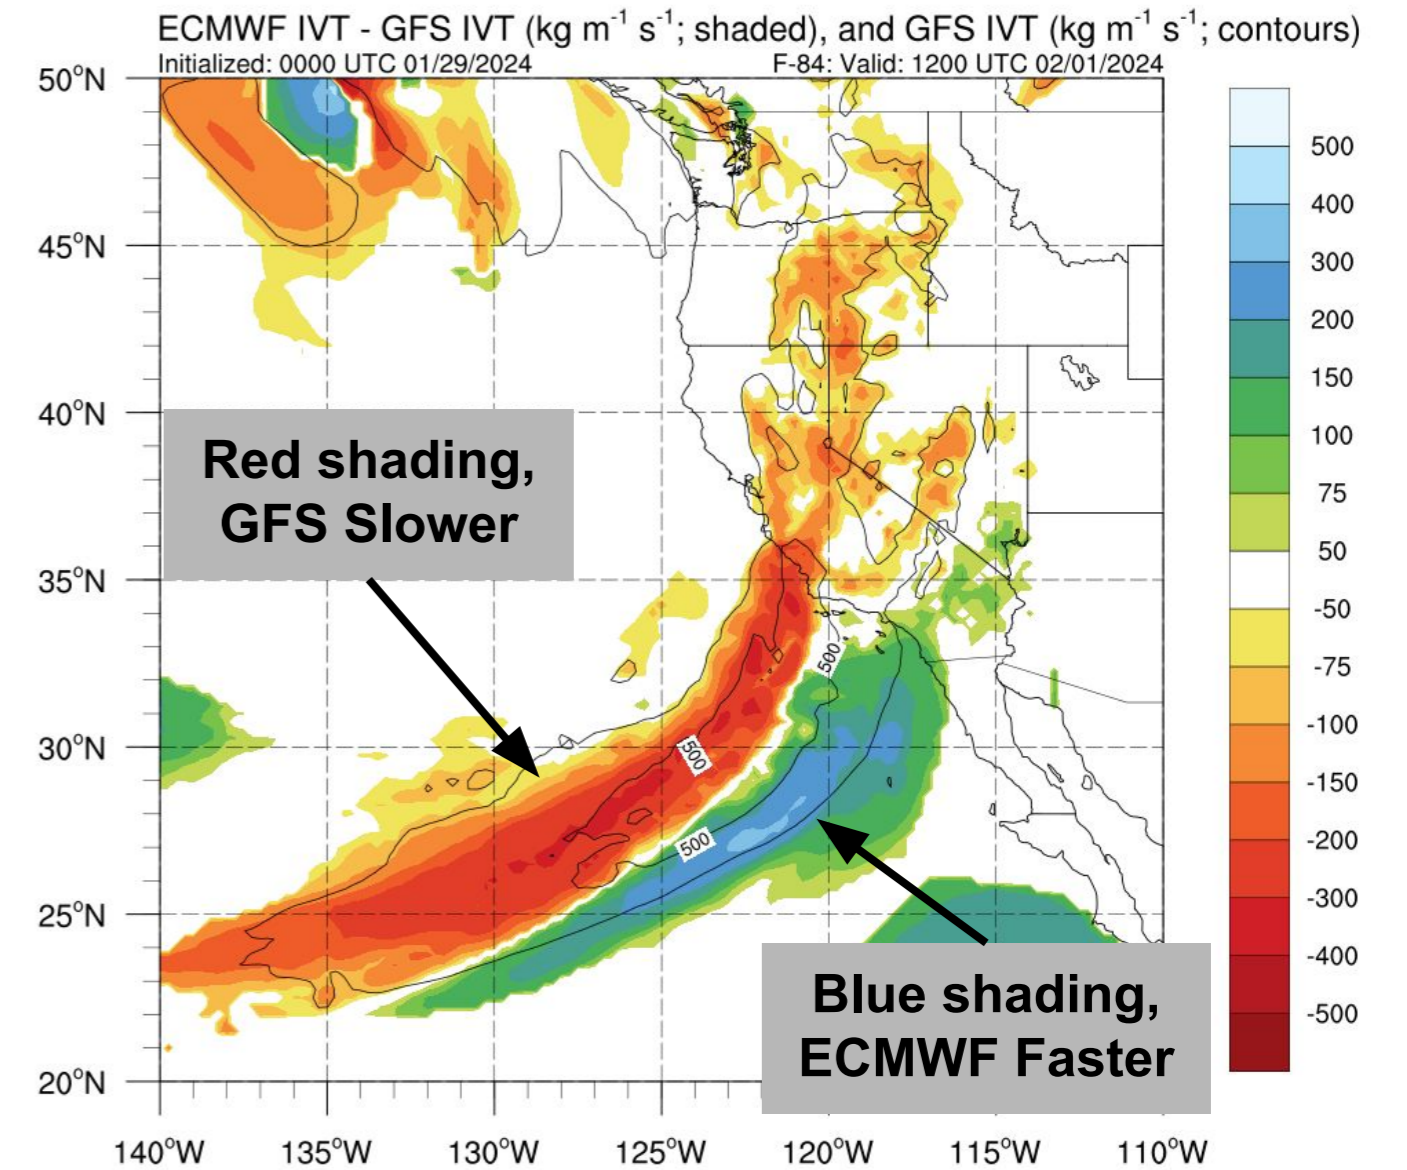 ECMWF IVT - GFS IVT (kg m⁻¹ s⁻¹; shaded), and GFS IVT (kg m⁻¹ s⁻¹; contours)
Initialized: 0000 UTC 01/29/2024 F-84: Valid: 1200 UTC 02/01/2024
50°N
45°N
40°N
35°N
30°N
25°N
20°N
Red shading,
GFS Slower
500
500
500
Blue shading,
ECMWF Faster
140°W 135°W 130°W 125°W 120°W 115°W 110°W
500
400
300
200
150
100
75
50
-50
-75
-100
-150
-200
-300
-400
-500